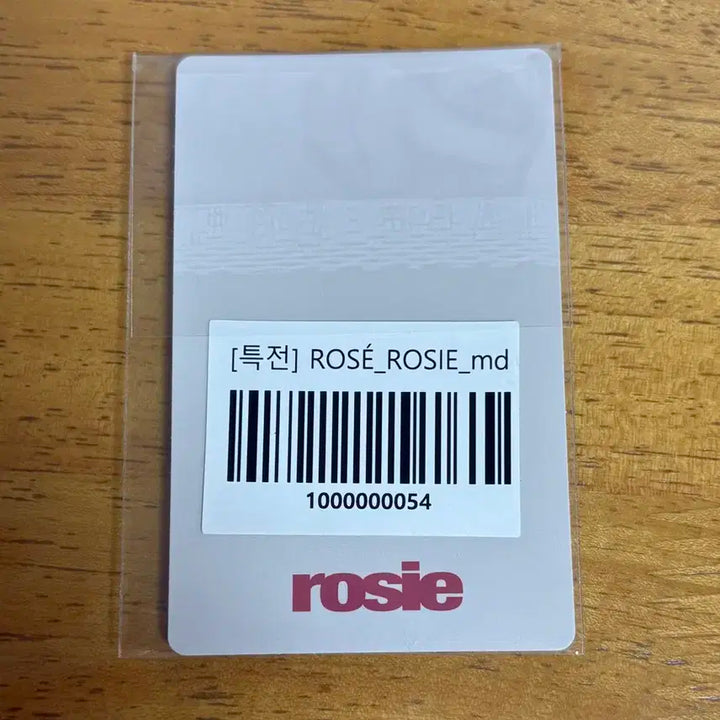 [특전] ROSÉ_ROSIE_md
1000000054
rosie